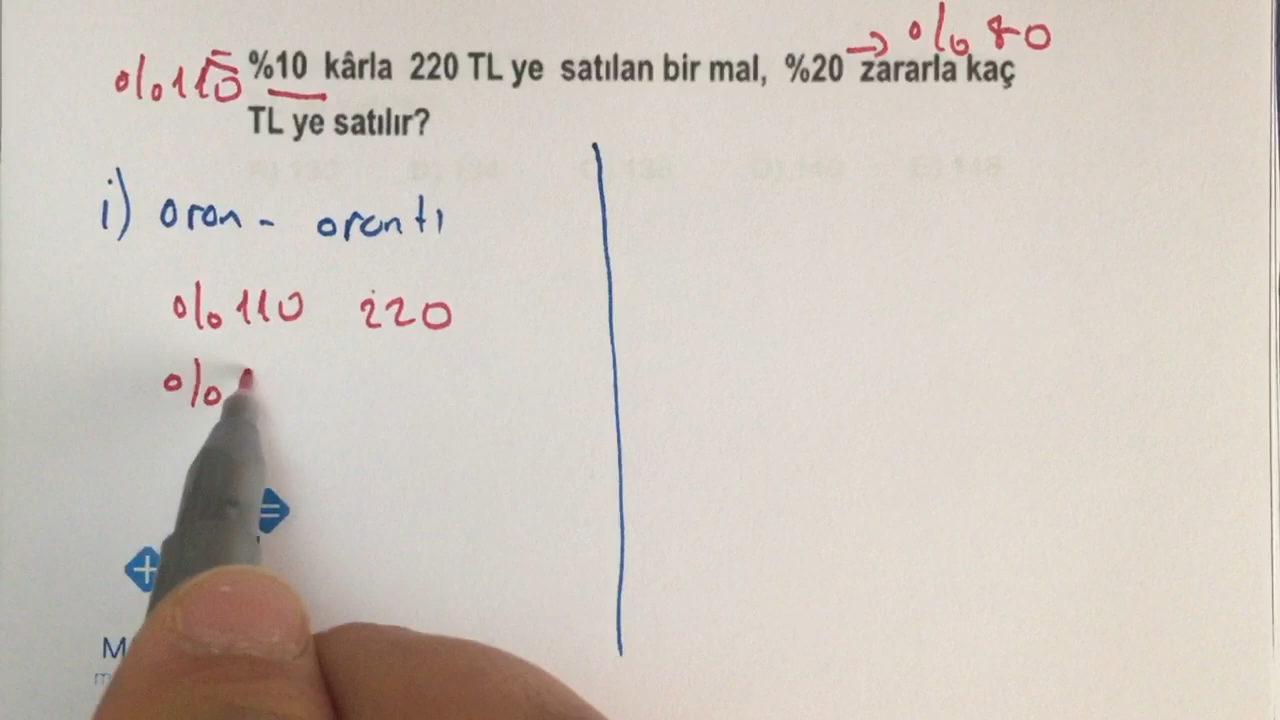 %110 %10 kârla 220 TL ye satılan bir mal, %20 → zararla kaç
%80
TL ye satılır?
i) oran - orantı
%110 220
%
M